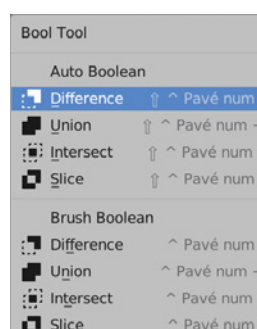 Bool Tool
Auto Boolean
Difference ⇧ ^ Pavé num
Union ⇧ ^ Pavé num -
Intersect ⇧ ^ Pavé num
Slice ⇧ ^ Pavé num
Brush Boolean
Difference ^ Pavé num
Union ^ Pavé num -
Intersect ^ Pavé num
Slice ^ Pavé num